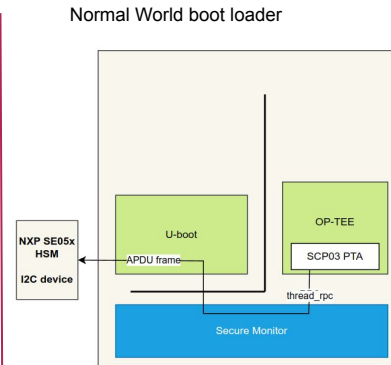 Normal World boot loader
NXP SE05x
HSM
I2C device
U-boot
APDU frame
OP-TEE
SCP03 PTA
thread_rpc
Secure Monitor